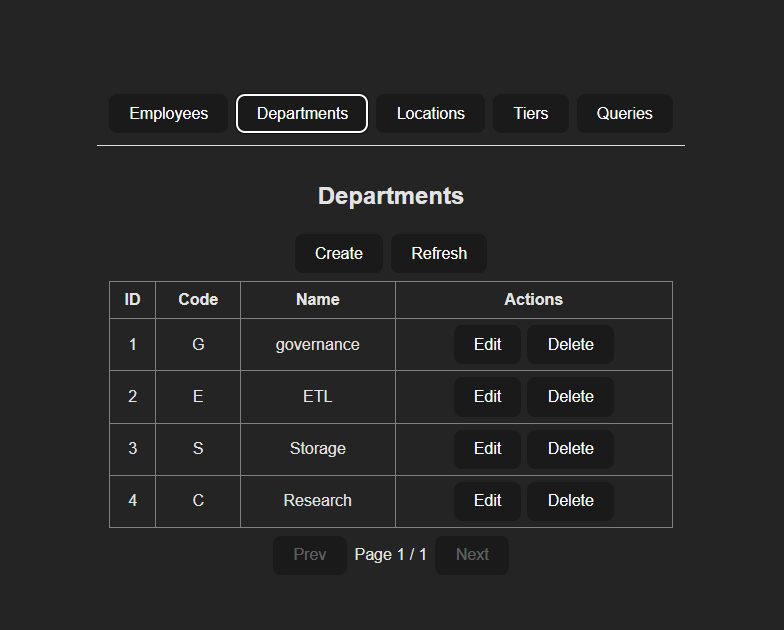 Employees Departments Locations Tiers Queries
Departments
Create Refresh
ID Code Name Actions
1 G governance Edit Delete
2 E ETL Edit Delete
3 S Storage Edit Delete
4 C Research Edit Delete
Prev Page 1 / 1 Next